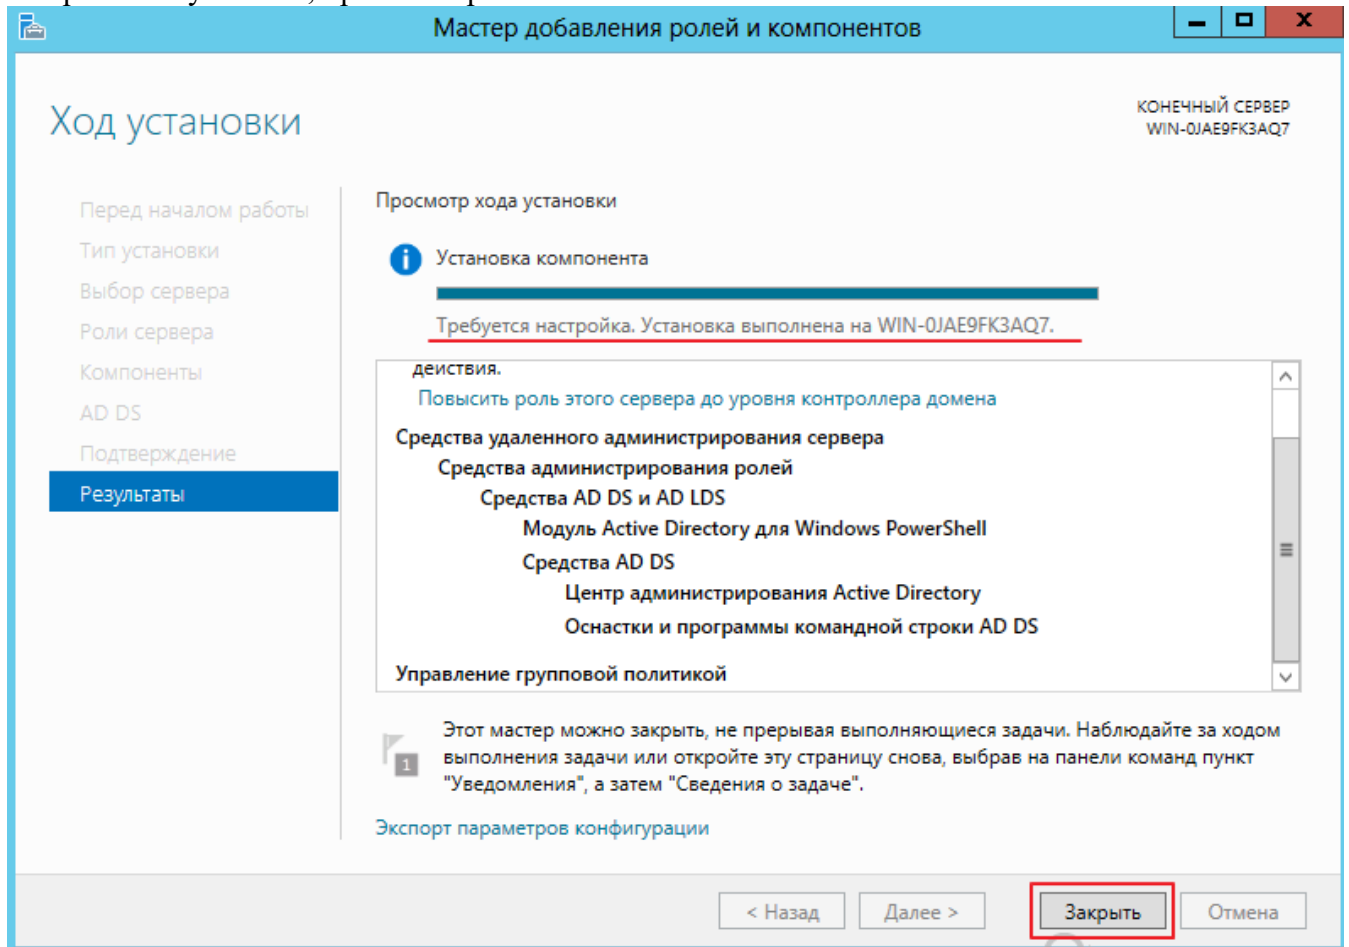 Мастер добавления ролей и компонентов
Ход установки
КОНЕЧНЫЙ СЕРВЕР
WIN-0JAE9FK3AQ7
Перед началом работы
Тип установки
Выбор сервера
Роли сервера
Компоненты
AD DS
Подтверждение
Результаты
Просмотр хода установки
Установка компонента
Требуется настройка. Установка выполнена на WIN-0JAE9FK3AQ7.
действия.
Повысить роль этого сервера до уровня контроллера домена
Средства удаленного администрирования сервера
Средства администрирования ролей
Средства AD DS и AD LDS
Модуль Active Directory для Windows PowerShell
Средства AD DS
Центр администрирования Active Directory
Оснастки и программы командной строки AD DS
Управление групповой политикой
1
Этот мастер можно закрыть, не прерывая выполняющиеся задачи. Наблюдайте за ходом
выполнения задачи или откройте эту страницу снова, выбрав на панели команд пункт
"Уведомления", а затем "Сведения о задаче".
Экспорт параметров конфигурации
< Назад
Далее >
Закрыть
Отмена